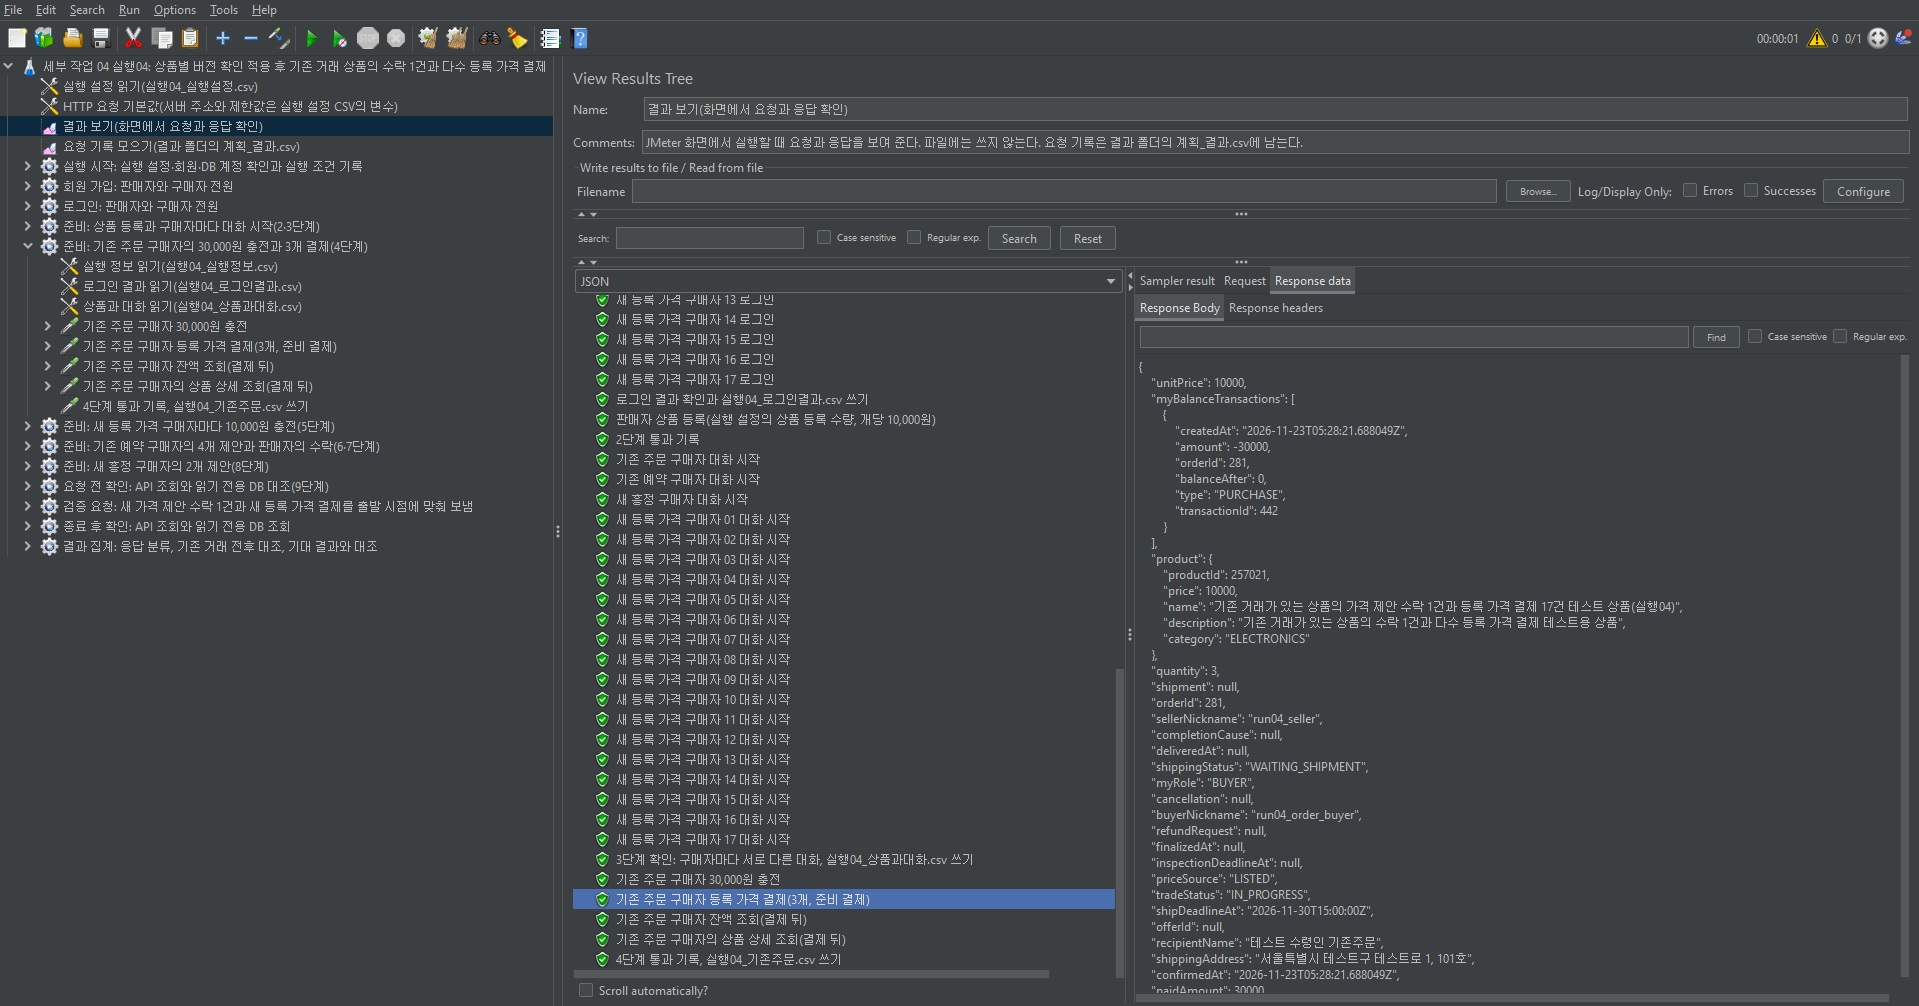 File Edit Search Run Options Tools Help
00:00:01 0 0/1
세부 작업 04 실행04: 상품별 버전 확인 적용 후 기존 거래 상품의 수락 1건과 다수 등록 가격 결제
실행 설정 읽기(실행04_실행설정.csv)
HTTP 요청 기본값(서버 주소와 제한값은 실행 설정 CSV의 변수)
결과 보기(화면에서 요청과 응답 확인)
요청 기록 모으기(결과 폴더의 계획_결과.csv)
실행 시작: 실행 설정·회원·DB 계정 확인과 실행 조건 기록
회원 가입: 판매자와 구매자 전원
로그인: 판매자와 구매자 전원
준비: 상품 등록과 구매자마다 대화 시작(2·3단계)
준비: 기존 주문 구매자의 30,000원 충전과 3개 결제(4단계)
실행 정보 읽기(실행04_실행정보.csv)
로그인 결과 읽기(실행04_로그인결과.csv)
상품과 대화 읽기(실행04_상품과대화.csv)
기존 주문 구매자 30,000원 충전
기존 주문 구매자 등록 가격 결제(3개, 준비 결제)
기존 주문 구매자 잔액 조회(결제 뒤)
기존 주문 구매자의 상품 상세 조회(결제 뒤)
4단계 통과 기록, 실행04_기존주문.csv 쓰기
준비: 새 등록 가격 구매자마다 10,000원 충전(5단계)
준비: 기존 예약 구매자의 4개 제안과 판매자의 수락(6·7단계)
준비: 새 흥정 구매자의 2개 제안(8단계)
요청 전 확인: API 조회와 읽기 전용 DB 대조(9단계)
검증 요청: 새 가격 제안 수락 1건과 새 등록 가격 결제를 출발 시점에 맞춰 보냄
종료 후 확인: API 조회와 읽기 전용 DB 조회
결과 집계: 응답 분류, 기존 거래 전후 대조, 기대 결과와 대조
View Results Tree
Name: 결과 보기(화면에서 요청과 응답 확인)
Comments: JMeter 화면에서 실행할 때 요청과 응답을 보여 준다. 파일에는 쓰지 않는다. 요청 기록은 결과 폴더의 계획_결과.csv에 남는다.
Write results to file / Read from file
Filename Browse... Log/Display Only: Errors Successes Configure
Search: Case sensitive Regular exp. Search Reset
JSON
새 등록 가격 구매자 13 로그인
새 등록 가격 구매자 14 로그인
새 등록 가격 구매자 15 로그인
새 등록 가격 구매자 16 로그인
새 등록 가격 구매자 17 로그인
로그인 결과 확인과 실행04_로그인결과.csv 쓰기
판매자 상품 등록(실행 설정의 상품 등록 수량, 개당 10,000원)
2단계 통과 기록
기존 주문 구매자 대화 시작
기존 예약 구매자 대화 시작
새 흥정 구매자 대화 시작
새 등록 가격 구매자 01 대화 시작
새 등록 가격 구매자 02 대화 시작
새 등록 가격 구매자 03 대화 시작
새 등록 가격 구매자 04 대화 시작
새 등록 가격 구매자 05 대화 시작
새 등록 가격 구매자 06 대화 시작
새 등록 가격 구매자 07 대화 시작
새 등록 가격 구매자 08 대화 시작
새 등록 가격 구매자 09 대화 시작
새 등록 가격 구매자 10 대화 시작
새 등록 가격 구매자 11 대화 시작
새 등록 가격 구매자 12 대화 시작
새 등록 가격 구매자 13 대화 시작
새 등록 가격 구매자 14 대화 시작
새 등록 가격 구매자 15 대화 시작
새 등록 가격 구매자 16 대화 시작
새 등록 가격 구매자 17 대화 시작
3단계 확인: 구매자마다 서로 다른 대화, 실행04_상품과대화.csv 쓰기
기존 주문 구매자 30,000원 충전
기존 주문 구매자 등록 가격 결제(3개, 준비 결제)
기존 주문 구매자 잔액 조회(결제 뒤)
기존 주문 구매자의 상품 상세 조회(결제 뒤)
4단계 통과 기록, 실행04_기존주문.csv 쓰기
Scroll automatically?
Sampler result Request Response data
Response Body Response headers
Find Case sensitive Regular exp.
{
"unitPrice": 10000,
"myBalanceTransactions": [
{
"createdAt": "2026-11-23T05:28:21.688049Z",
"amount": -30000,
"orderId": 281,
"balanceAfter": 0,
"type": "PURCHASE",
"transactionId": 442
}
],
"product": {
"productId": 257021,
"price": 10000,
"name": "기존 거래가 있는 상품의 가격 제안 수락 1건과 등록 가격 결제 17건 테스트 상품(실행04)",
"description": "기존 거래가 있는 상품의 수락 1건과 다수 등록 가격 결제 테스트용 상품",
"category": "ELECTRONICS"
},
"quantity": 3,
"shipment": null,
"orderId": 281,
"sellerNickname": "run04_seller",
"completionCause": null,
"deliveredAt": null,
"shippingStatus": "WAITING_SHIPMENT",
"myRole": "BUYER",
"cancellation": null,
"buyerNickname": "run04_order_buyer",
"refundRequest": null,
"finalizedAt": null,
"inspectionDeadlineAt": null,
"priceSource": "LISTED",
"tradeStatus": "IN_PROGRESS",
"shipDeadlineAt": "2026-11-30T15:00:00Z",
"offerId": null,
"recipientName": "테스트 수령인 기존주문",
"shippingAddress": "서울특별시 테스트구 테스트로 1, 101호",
"confirmedAt": "2026-11-23T05:28:21.688049Z",
"paidAmount": 30000